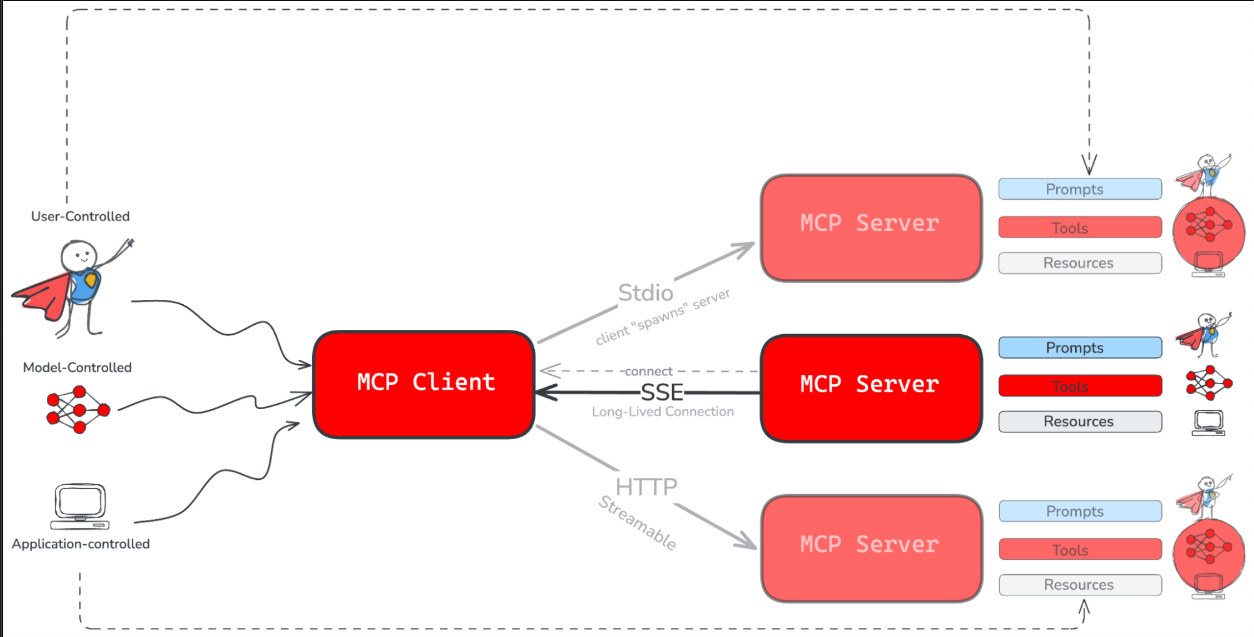 User-Controlled
Model-Controlled
Application-controlled
MCP Client
Stdio
client "spawns" server
connect
SSE
Long-Lived Connection
HTTP
Streamable
MCP Server
Prompts
Tools
Resources
MCP Server
Prompts
Tools
Resources
MCP Server
Prompts
Tools
Resources